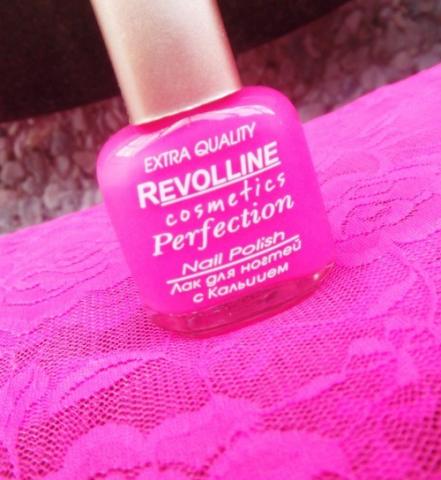 EXTRA QUALITY
REVOLLINE
cosmetics
Perfection
Nail Polish
Лак для ногтей
с Кальцием